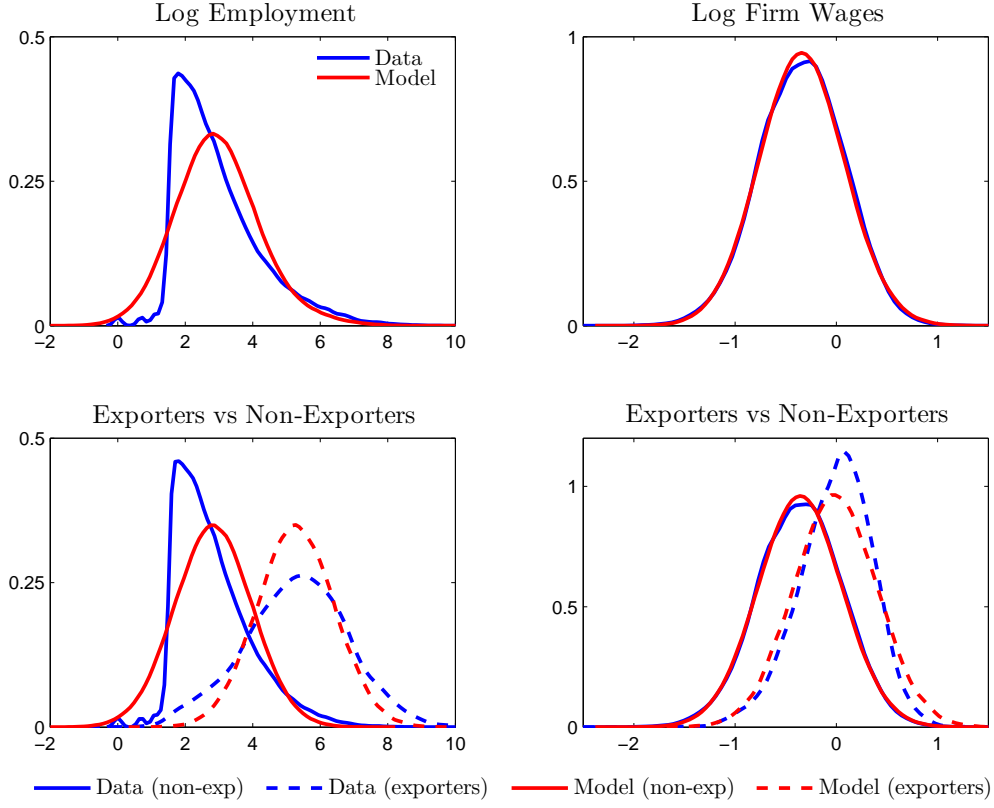 Log Employment
Log Firm Wages
0.5
0.25
0
−2 0 2 4 6 8 10
Data
Model
1
0.5
0
−2 −1 0 1
Exporters vs Non-Exporters
Exporters vs Non-Exporters
0.5
0.25
0
−2 0 2 4 6 8 10
1
0.5
0
−2 −1 0 1
Data (non-exp) Data (exporters) Model (non-exp) Model (exporters)